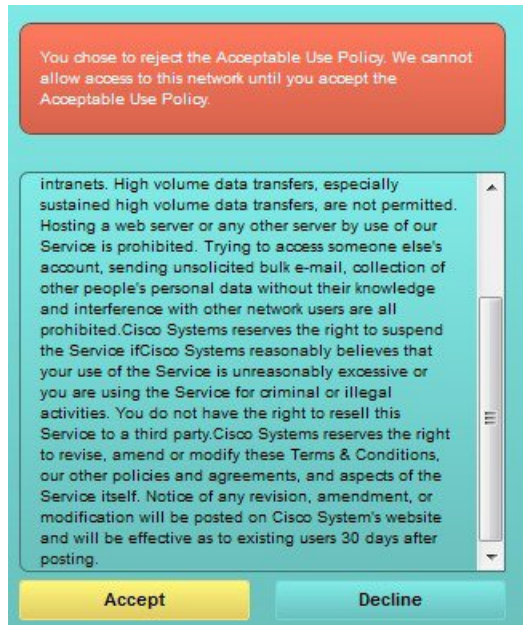 You chose to reject the Acceptable Use Policy. We cannot
allow access to this network until you accept the
Acceptable Use Policy.
intranets. High volume data transfers, especially
sustained high volume data transfers, are not permitted.
Hosting a web server or any other server by use of our
Service is prohibited. Trying to access someone else's
account, sending unsolicited bulk e-mail, collection of
other people's personal data without their knowledge
and interference with other network users are all
prohibited.Cisco Systems reserves the right to suspend
the Service ifCisco Systems reasonably believes that
your use of the Service is unreasonably excessive or
you are using the Service for criminal or illegal
activities. You do not have the right to resell this
Service to a third party.Cisco Systems reserves the right
to revise, amend or modify these Terms & Conditions,
our other policies and agreements, and aspects of the
Service itself. Notice of any revision, amendment, or
modification will be posted on Cisco System's website
and will be effective as to existing users 30 days after
posting.
Accept
Decline